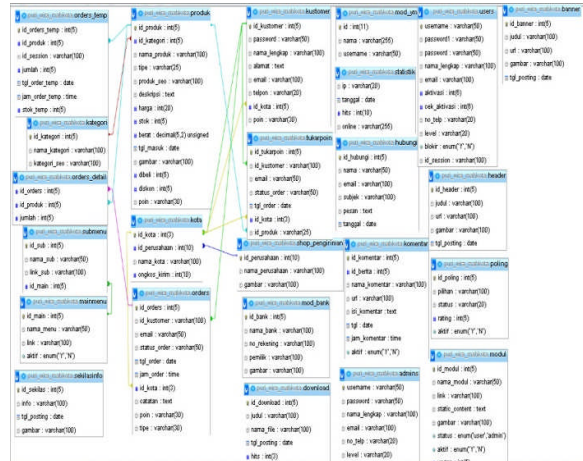 orders_temp
id_orders_temp : int(5)
id_produk : int(5)
id_session : varchar(100)
jumlah : int(5)
tgl_order_temp : date
jam_order_temp : time
stok_temp : int(5)
kategori
id_kategori : int(5)
nama_kategori : varchar(100)
kategori_seo : varchar(100)
orders_detail
id_orders : int(5)
id_produk : int(5)
jumlah : int(5)
submenu
id_sub : int(5)
nama_sub : varchar(50)
link_sub : varchar(100)
id_main : int(5)
mainmenu
id_main : int(5)
nama_menu : varchar(50)
link : varchar(100)
aktif : enum('Y','N')
sekilasinfo
id_sekilas : int(5)
info : varchar(100)
tgl_posting : date
gambar : varchar(100)
produk
id_produk : int(5)
id_kategori : int(5)
nama_produk : varchar(100)
tipe : varchar(25)
produk_seo : varchar(100)
deskripsi : text
harga : int(20)
stok : int(5)
berat : decimal(5,2) unsigned
tgl_masuk : date
gambar : varchar(100)
dibeli : int(5)
diskon : int(5)
poin : varchar(30)
kota
id_kota : int(3)
id_perusahaan : int(10)
nama_kota : varchar(100)
ongkos_kirim : int(10)
orders
id_orders : int(5)
id_kustomer : int(5)
email : varchar(50)
status_order : varchar(50)
tgl_order : date
jam_order : time
id_kota : int(3)
catatan : text
poin : varchar(30)
tipe : varchar(30)
kustomer
id_kustomer : int(5)
password : varchar(50)
nama_lengkap : varchar(100)
alamat : text
email : varchar(100)
telpon : varchar(20)
id_kota : int(5)
poin : varchar(30)
tukarpoin
id_tukarpoin : int(5)
id_kustomer : varchar(100)
email : varchar(50)
status_order : varchar(50)
tgl_order : date
id_kota : int(3)
id_produk : varchar(25)
shop_pengiriman
id_perusahaan : int(10)
nama_perusahaan : varchar(100)
gambar : varchar(100)
mod_bank
id_bank : int(5)
nama_bank : varchar(100)
no_rekening : varchar(100)
pemilik : varchar(100)
gambar : varchar(100)
download
id_download : int(5)
judul : varchar(100)
nama_file : varchar(100)
tgl_posting : date
hits : int(3)
mod_ym
id : int(11)
nama : varchar(255)
username : varchar(50)
statistik
ip : varchar(20)
tanggal : date
hits : int(10)
online : varchar(255)
hubungi
id_hubungi : int(5)
nama : varchar(50)
email : varchar(100)
subjek : varchar(100)
pesan : text
tanggal : date
komentar
id_komentar : int(5)
id_berita : int(5)
nama_komentar : varchar(100)
url : varchar(100)
isi_komentar : text
tgl : date
jam_komentar : time
aktif : enum('Y','N')
admins
username : varchar(50)
password : varchar(50)
nama_lengkap : varchar(100)
email : varchar(100)
no_telp : varchar(20)
level : varchar(20)
users
username : varchar(50)
password : varchar(50)
password1 : varchar(50)
nama_lengkap : varchar(100)
email : varchar(100)
aktivasi : int(6)
cek_aktivasi : int(6)
no_telp : varchar(20)
level : varchar(20)
blokir : enum('Y','N')
id_session : varchar(100)
banner
id_banner : int(5)
judul : varchar(100)
url : varchar(100)
gambar : varchar(100)
tgl_posting : date
header
id_header : int(5)
judul : varchar(100)
url : varchar(100)
gambar : varchar(100)
tgl_posting : date
poling
id_poling : int(5)
pilihan : varchar(100)
status : varchar(20)
rating : int(5)
aktif : enum('Y','N')
modul
id_modul : int(5)
nama_modul : varchar(50)
link : varchar(100)
static_content : text
gambar : varchar(100)
status : enum('user','admin')
aktif : enum('Y','N')